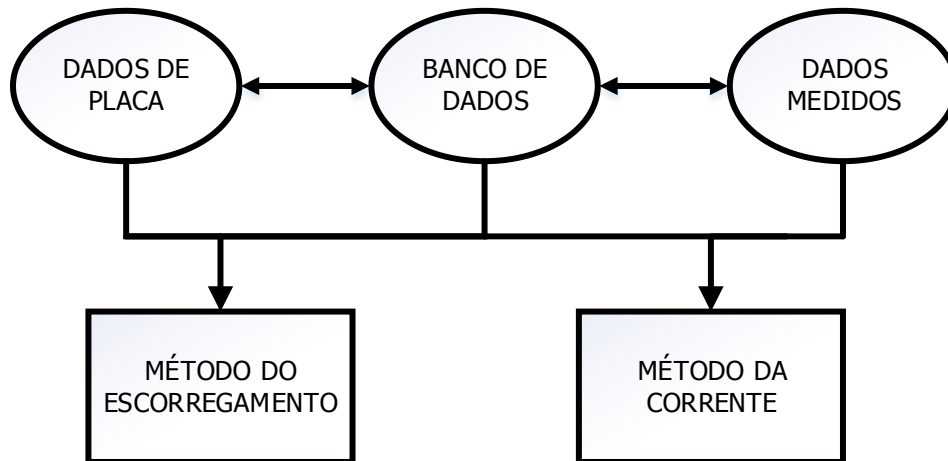 DADOS DE
PLACA
BANCO DE
DADOS
DADOS
MEDIDOS
MÉTODO DO
ESCORREGAMENTO
MÉTODO DA
CORRENTE